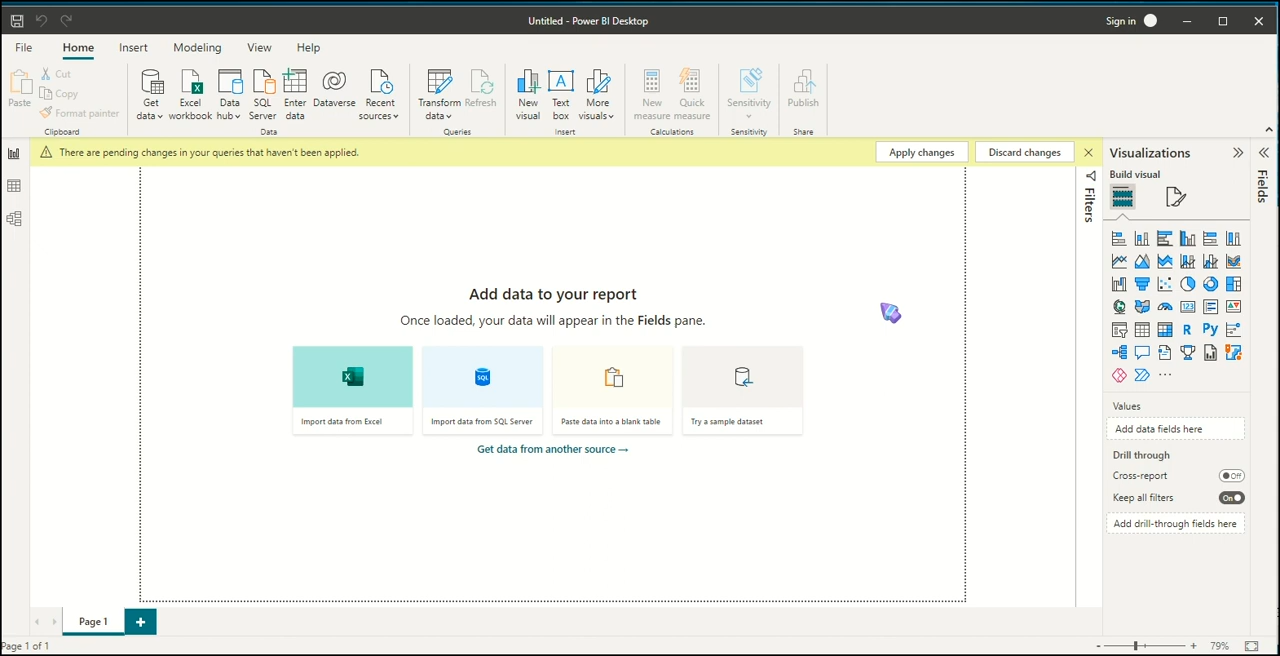 Untitled - Power BI Desktop
Sign in
File Home Insert Modeling View Help
Paste
Cut
Copy
Format painter
Clipboard
Get data
Excel workbook
Data hub
SQL Server
Enter data
Dataverse
Recent sources
Data
Transform data
Refresh
Queries
New visual
Text box
More visuals
Insert
New measure
Quick measure
Calculations
Sensitivity
Sensitivity
Publish
Share
There are pending changes in your queries that haven't been applied.
Apply changes
Discard changes
Filters
Visualizations
Build visual
Fields
Add data to your report
Once loaded, your data will appear in the Fields pane.
SQL
Import data from Excel
Import data from SQL Server
Paste data into a blank table
Try a sample dataset
Get data from another source →
123
R
Py
Values
Add data fields here
Drill through
Cross-report
Off
Keep all filters
On
Add drill-through fields here
Page 1
Page 1 of 1
79%